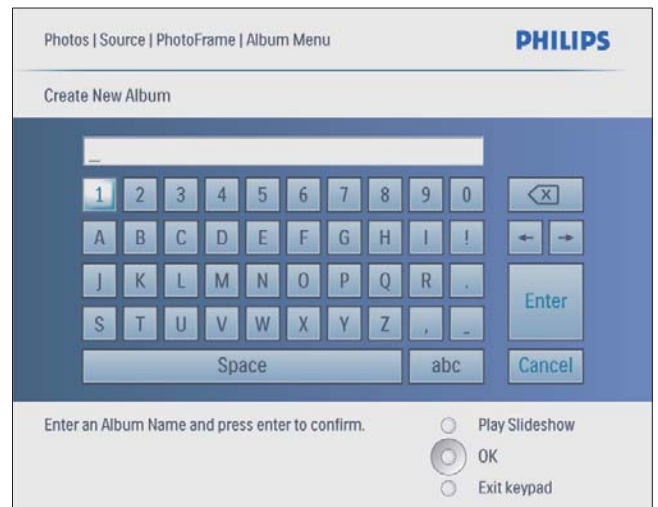 Photos | Source | PhotoFrame | Album Menu
PHILIPS
Create New Album
_
1 2 3 4 5 6 7 8 9 0
A B C D E F G H I !
J K L M N O P Q R .
S T U V W X Y Z , _
Enter
Space abc Cancel
Enter an Album Name and press enter to confirm.
Play Slideshow
OK
Exit keypad